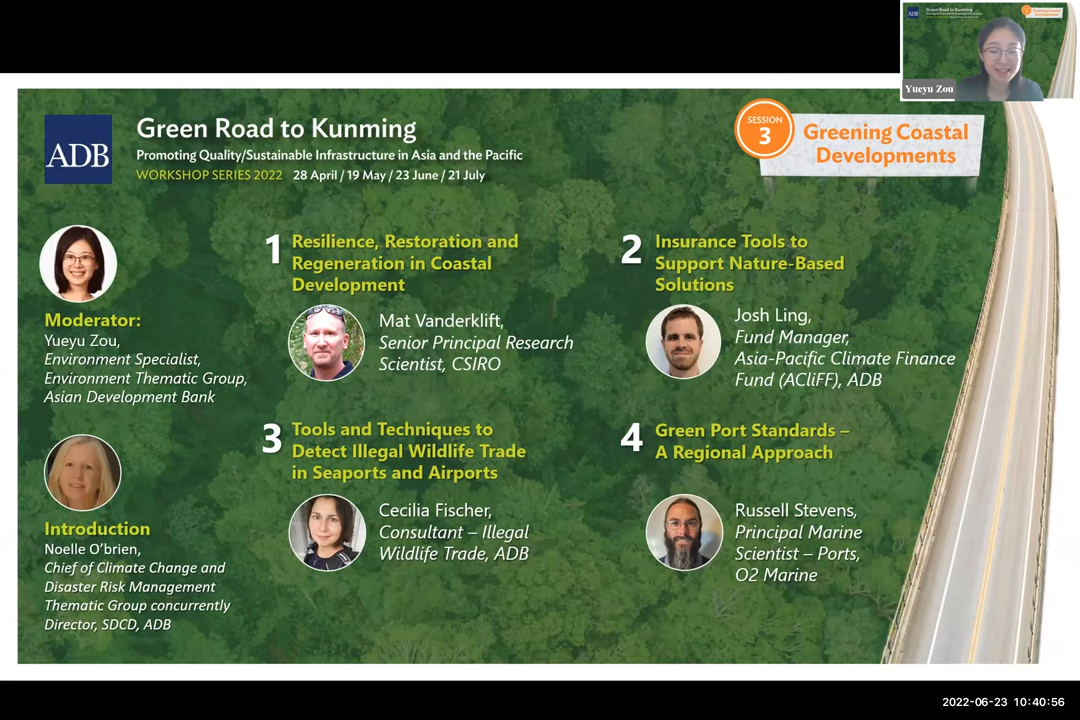 Yueyu Zou
ADB
Green Road to Kunming
Promoting Quality/Sustainable Infrastructure in Asia and the Pacific
WORKSHOP SERIES 2022 28 April / 19 May / 23 June / 21 July
SESSION
3
Greening Coastal
Developments
Moderator:
Yueyu Zou,
Environment Specialist,
Environment Thematic Group,
Asian Development Bank
Introduction
Noelle O'brien,
Chief of Climate Change and
Disaster Risk Management
Thematic Group concurrently
Director, SDCD, ADB
1
Resilience, Restoration and
Regeneration in Coastal
Development
Mat Vanderklift,
Senior Principal Research
Scientist, CSIRO
2
Insurance Tools to
Support Nature-Based
Solutions
Josh Ling,
Fund Manager,
Asia-Pacific Climate Finance
Fund (ACliFF), ADB
3
Tools and Techniques to
Detect Illegal Wildlife Trade
in Seaports and Airports
Cecilia Fischer,
Consultant – Illegal
Wildlife Trade, ADB
4
Green Port Standards –
A Regional Approach
Russell Stevens,
Principal Marine
Scientist – Ports,
O2 Marine
2022-06-23 10:40:56